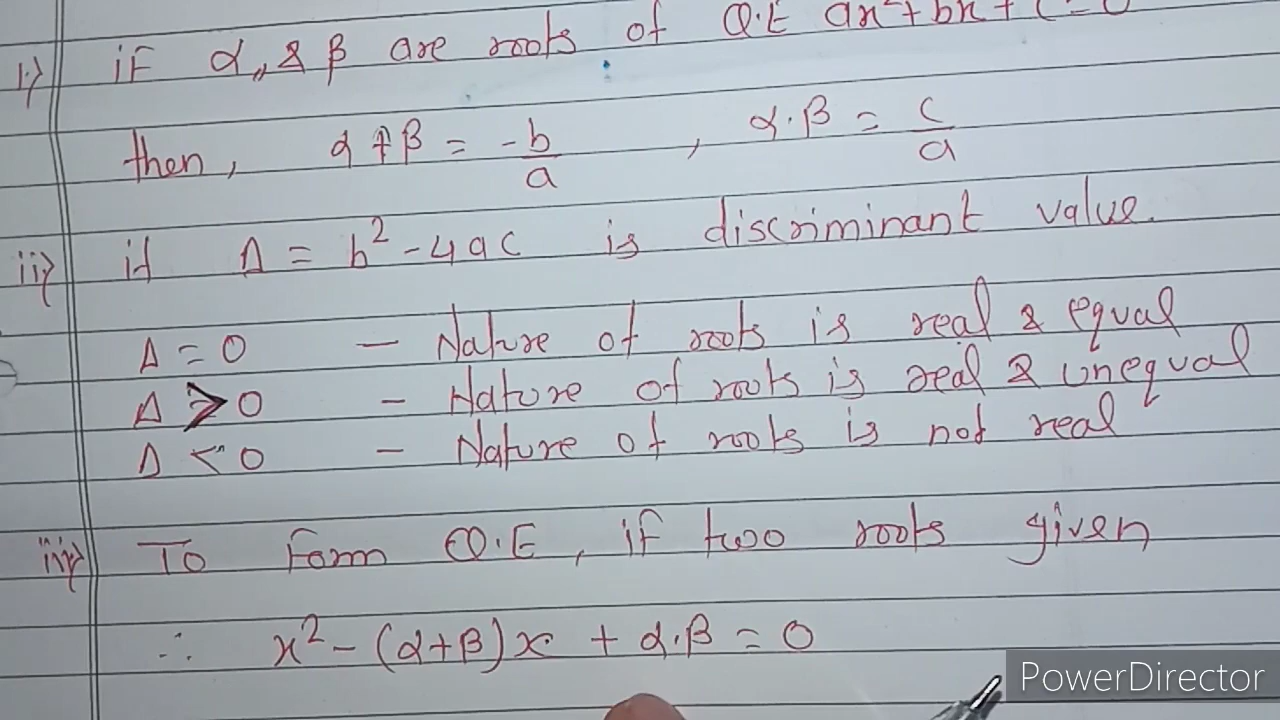 i) if α, & β are roots of Q.E ax²+bx+c=0
then, α+β = -b/a , α.β = c/a
ii) if Δ = b²-4ac is discriminant value.
Δ = 0 — Nature of roots is real & equal
Δ > 0 - Nature of roots is real & unequal
Δ < 0 - Nature of roots is not real
iii) To Form Q.E, if two roots given
∴ x² - (α+β)x + α.β = 0
PowerDirector